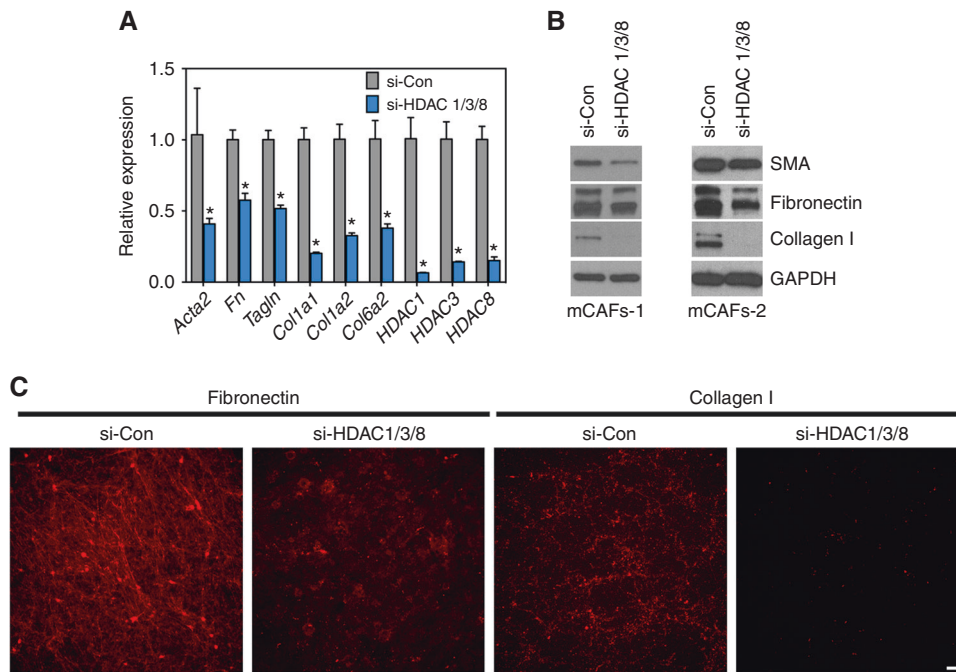 A
Relative expression
1.5
1.0
0.5
0.0
si-Con
si-HDAC 1/3/8
*
*
*
*
*
*
*
*
*
Acta2
Fn
Tagln
Col1a1
Col1a2
Col6a2
HDAC1
HDAC3
HDAC8
B
si-Con
si-HDAC 1/3/8
si-Con
si-HDAC 1/3/8
SMA
Fibronectin
Collagen I
GAPDH
mCAFs-1
mCAFs-2
C
Fibronectin
Collagen I
si-Con
si-HDAC1/3/8
si-Con
si-HDAC1/3/8